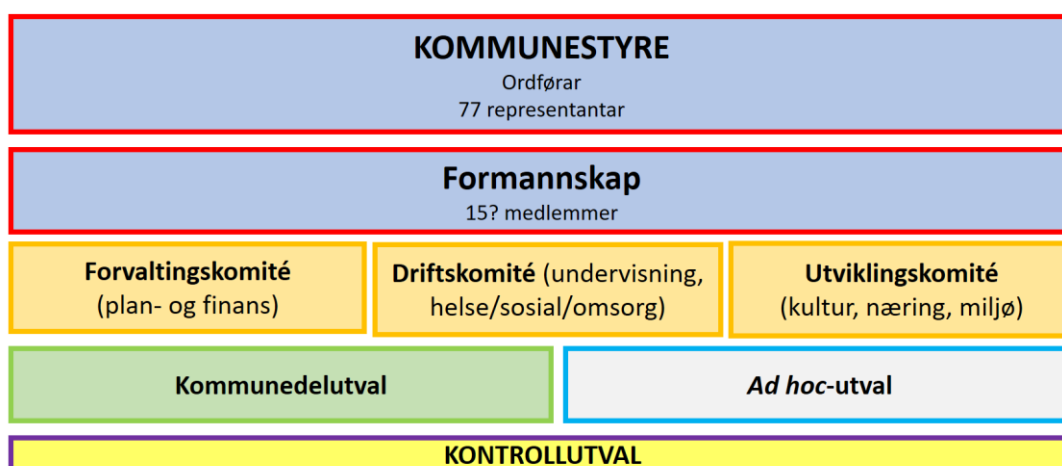 KOMMUNESTYRE
Ordførar
77 representantar
Formannskap
15? medlemmer
Forvaltingskomité
(plan- og finans)
Driftskomité (undervisning,
helse/sosial/omsorg)
Utviklingskomité
(kultur, næring, miljø)
Kommunedelutval
Ad hoc-utval
KONTROLLUTVAL